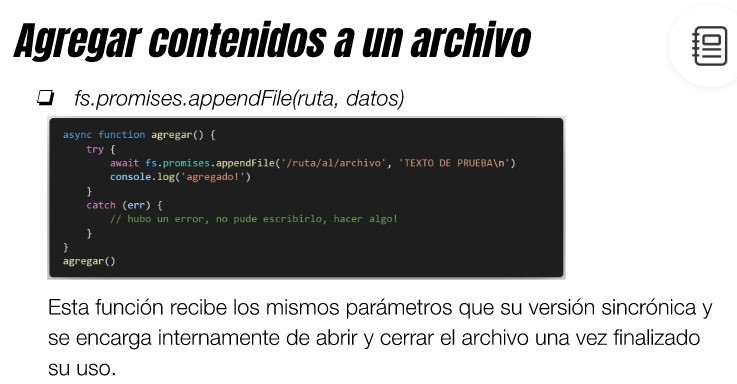 Agregar contenidos a un archivo
❑ fs.promises.appendFile(ruta, datos)
async function agregar() {
    try {
        await fs.promises.appendFile('/ruta/al/archivo', 'TEXTO DE PRUEBA\n')
        console.log('agregado!')
    }
    catch (err) {
        // hubo un error, no pude escribirlo, hacer algo!
    }
}
agregar()
Esta función recibe los mismos parámetros que su versión sincrónica y
se encarga internamente de abrir y cerrar el archivo una vez finalizado
su uso.